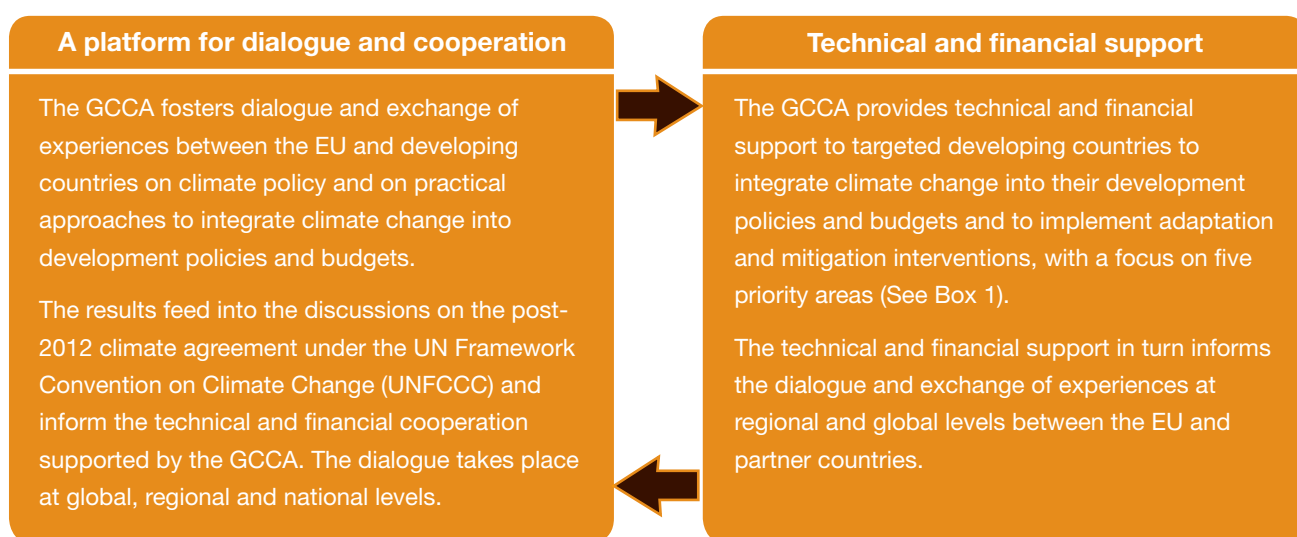 A platform for dialogue and cooperation
The GCCA fosters dialogue and exchange of
experiences between the EU and developing
countries on climate policy and on practical
approaches to integrate climate change into
development policies and budgets.
The results feed into the discussions on the post-
2012 climate agreement under the UN Framework
Convention on Climate Change (UNFCCC) and
inform the technical and financial cooperation
supported by the GCCA. The dialogue takes place
at global, regional and national levels.
Technical and financial support
The GCCA provides technical and financial
support to targeted developing countries to
integrate climate change into their development
policies and budgets and to implement adaptation
and mitigation interventions, with a focus on five
priority areas (See Box 1).
The technical and financial support in turn informs
the dialogue and exchange of experiences at
regional and global levels between the EU and
partner countries.